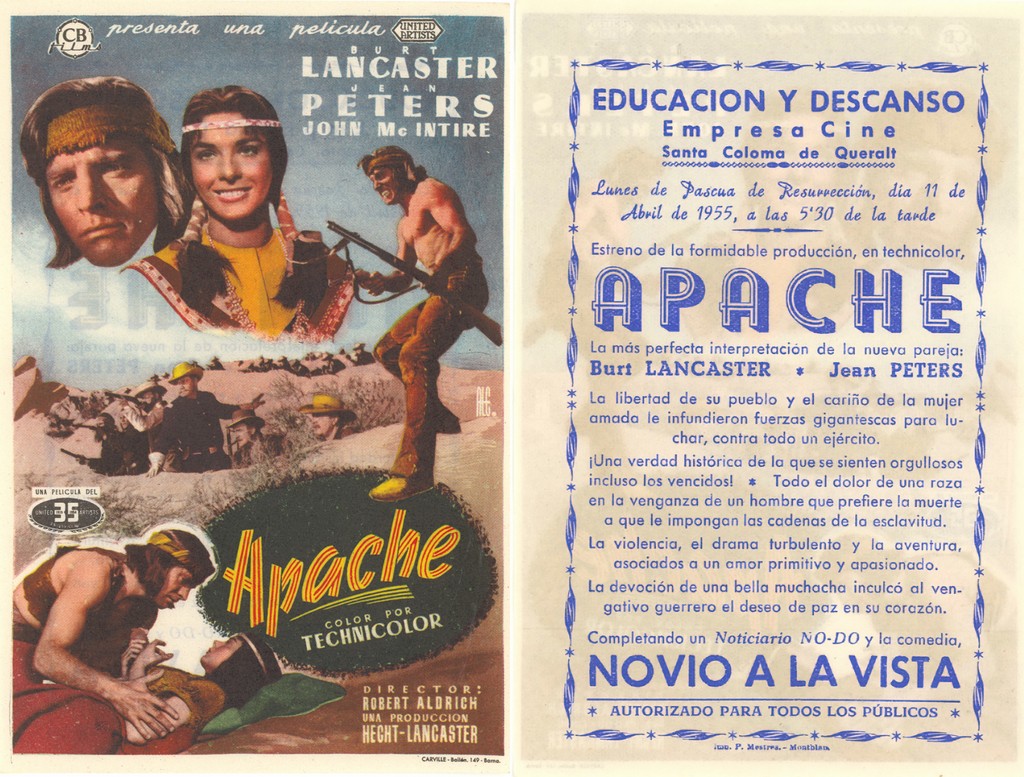 CB
films
presenta una pelicula
UNITED
ARTISTS
BURT
LANCASTER
JEAN
PETERS
JOHN Mc INTIRE
UNA PELICULA DEL
UNITED 35 ARTISTS
Apache
COLOR POR
TECHNICOLOR
DIRECTOR:
ROBERT ALDRICH
UNA PRODUCCION
HECHT-LANCASTER
CARVILLE - Bailén, 149 - Barna.
EDUCACION Y DESCANSO
Empresa Cine
Santa Coloma de Queralt
Lunes de Pascua de Resurrección, día 11 de
Abril de 1955, a las 5'30 de la tarde
Estreno de la formidable producción, en technicolor,
APACHE
La más perfecta interpretación de la nueva pareja:
Burt LANCASTER * Jean PETERS
La libertad de su pueblo y el cariño de la mujer
amada le infundieron fuerzas gigantescas para lu-
char, contra todo un ejército.
¡Una verdad histórica de la que se sienten orgullosos
incluso los vencidos! * Todo el dolor de una raza
en la venganza de un hombre que prefiere la muerte
a que le impongan las cadenas de la esclavitud.
La violencia, el drama turbulento y la aventura,
asociados a un amor primitivo y apasionado.
La devoción de una bella muchacha inculcó al ven-
gativo guerrero el deseo de paz en su corazón.
Completando un Noticiario NO-DO y la comedia,
NOVIO A LA VISTA
* AUTORIZADO PARA TODOS LOS PÚBLICOS *
Imp. P. Mestres. - Montblan.